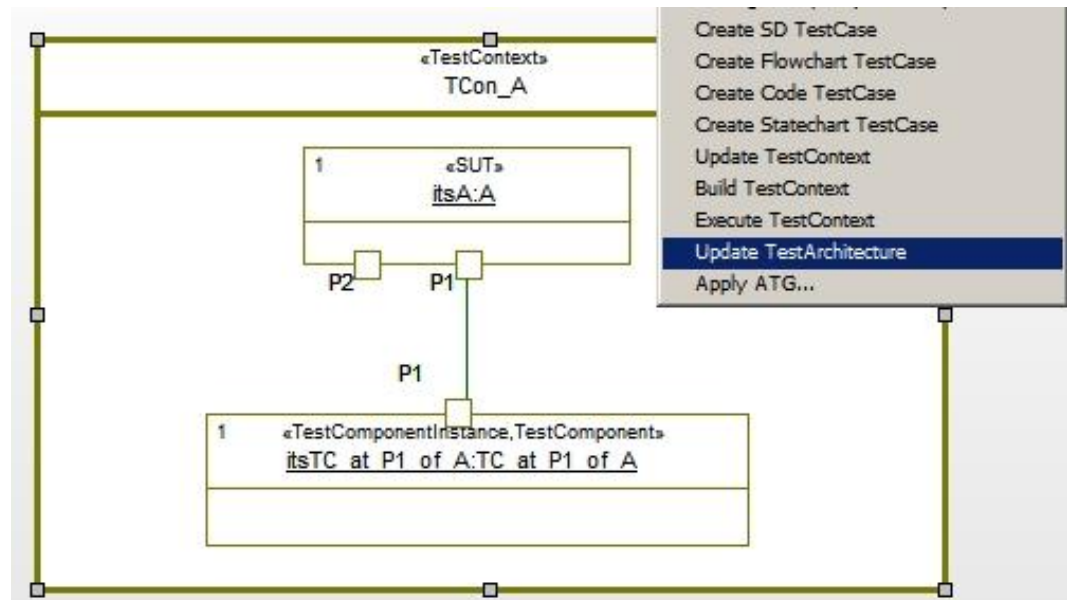 «TestContext»
TCon_A
1 «SUT»
itsA:A
P2 P1
P1
1 «TestComponentInstance,TestComponent»
itsTC_at_P1_of_A:TC_at_P1_of_A
Create SD TestCase
Create Flowchart TestCase
Create Code TestCase
Create Statechart TestCase
Update TestContext
Build TestContext
Execute TestContext
Update TestArchitecture
Apply ATG...